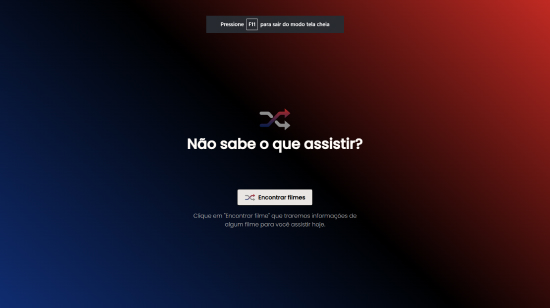 Pressione F11 para sair do modo tela cheia
Não sabe o que assistir?
Encontrar filmes
Clique em "Encontrar filme" que traremos informações de
algum filme para você assistir hoje.